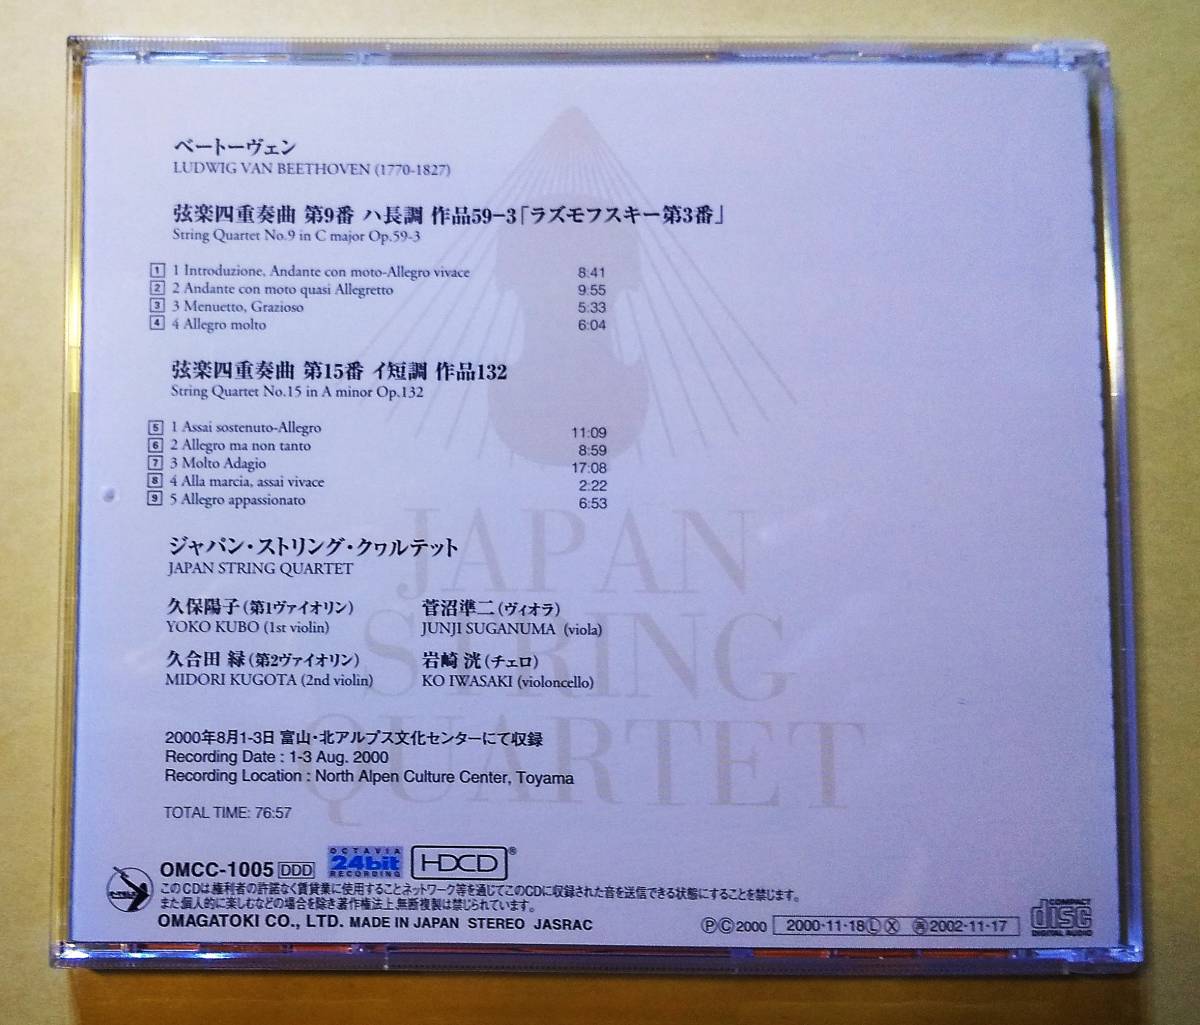 ベートーヴェン
LUDWIG VAN BEETHOVEN (1770-1827)
弦楽四重奏曲 第9番 ハ長調 作品59-3「ラズモフスキー第3番」
String Quartet No.9 in C major Op.59-3
1 1 Introduzione, Andante con moto-Allegro vivace 8:41
2 2 Andante con moto quasi Allegretto 9:55
3 3 Menuetto, Grazioso 5:33
4 4 Allegro molto 6:04
弦楽四重奏曲 第15番 イ短調 作品132
String Quartet No.15 in A minor Op.132
5 1 Assai sostenuto-Allegro 11:09
6 2 Allegro ma non tanto 8:59
7 3 Molto Adagio 17:08
8 4 Alla marcia, assai vivace 2:22
9 5 Allegro appassionato 6:53
JAPAN
STRING
QUARTET
ジャパン・ストリング・クヮルテット
JAPAN STRING QUARTET
久保陽子(第1ヴァイオリン) 菅沼準二(ヴィオラ)
YOKO KUBO (1st violin) JUNJI SUGANUMA (viola)
久合田 緑(第2ヴァイオリン) 岩崎 洸(チェロ)
MIDORI KUGOTA (2nd violin) KO IWASAKI (violoncello)
2000年8月1-3日 富山・北アルプス文化センターにて収録
Recording Date : 1-3 Aug. 2000
Recording Location : North Alpen Culture Center, Toyama
TOTAL TIME: 76:57
OMCC-1005 DDD OCTAVIA 24bit RECORDING HDCD®
このCDは権利者の許諾なく賃貸業に使用することネットワーク等を通じてこのCDに収録された音を送信できる状態にすることを禁じます。
また個人的に楽しむなどの場合を除き著作権法上、無断複製は禁じられています。
OMAGATOKI CO., LTD. MADE IN JAPAN STEREO JASRAC
ⓅⒸ2000 2000-11-18ⓁⓍ ㊢2002-11-17
COMPACT disc DIGITAL AUDIO